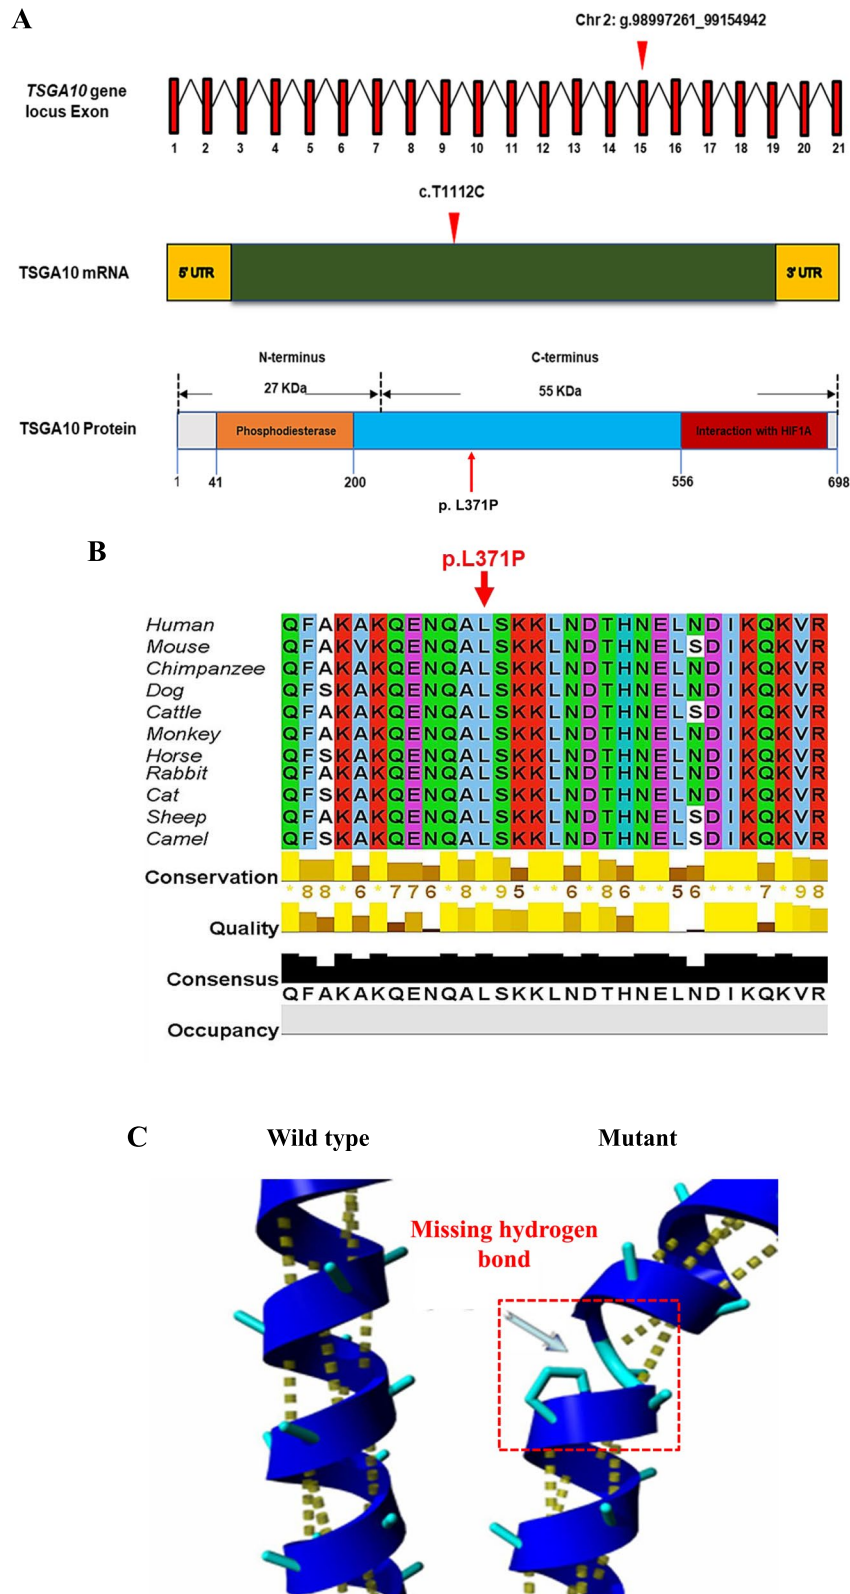 A
Chr 2: g.98997261_99154942
TSGA10 gene
locus Exon
1 2 3 4 5 6 7 8 9 10 11 12 13 14 15 16 17 18 19 20 21
c.T1112C
TSGA10 mRNA
5' UTR
3' UTR
N-terminus
C-terminus
27 KDa
55 KDa
TSGA10 Protein
Phosphodiesterase
Interaction with HIF1A
1 41 200 556 698
p. L371P
B
p.L371P
Human QFAKAKQENQALSKKLNDTHNELNDIKQKVR
Mouse QFAKVKQENQALSKKLNDTHNELSDIKQKVR
Chimpanzee QFAKAKQENQALSKKLNDTHNELNDIKQKVR
Dog QFSKAKQENQALSKKLNDTHNELNDIKQKVR
Cattle QFSKAKQENQALSKKLNDTHNELSDIKQKVR
Monkey QFAKAKQENQALSKKLNDTHNELNDIKQKVR
Horse QFSKAKQENQALSKKLNDTHNELNDIKQKVR
Rabbit QFAKAKQENQALSKKLNDTHNELNDIKQKVR
Cat QFSKAKQENQALSKKLNDTHNELNDIKQKVR
Sheep QFAKAKQENQALSKKLNDTHNELSDIKQKVR
Camel QFSKAKQENQALSKKLNDTHNELSDIKQKVR
Conservation
*88*6*776*8*95**6*86**56***7*98
Quality
Consensus
QFAKAKQENQALSKKLNDTHNELNDIKQKVR
Occupancy
C
Wild type
Mutant
Missing hydrogen
bond